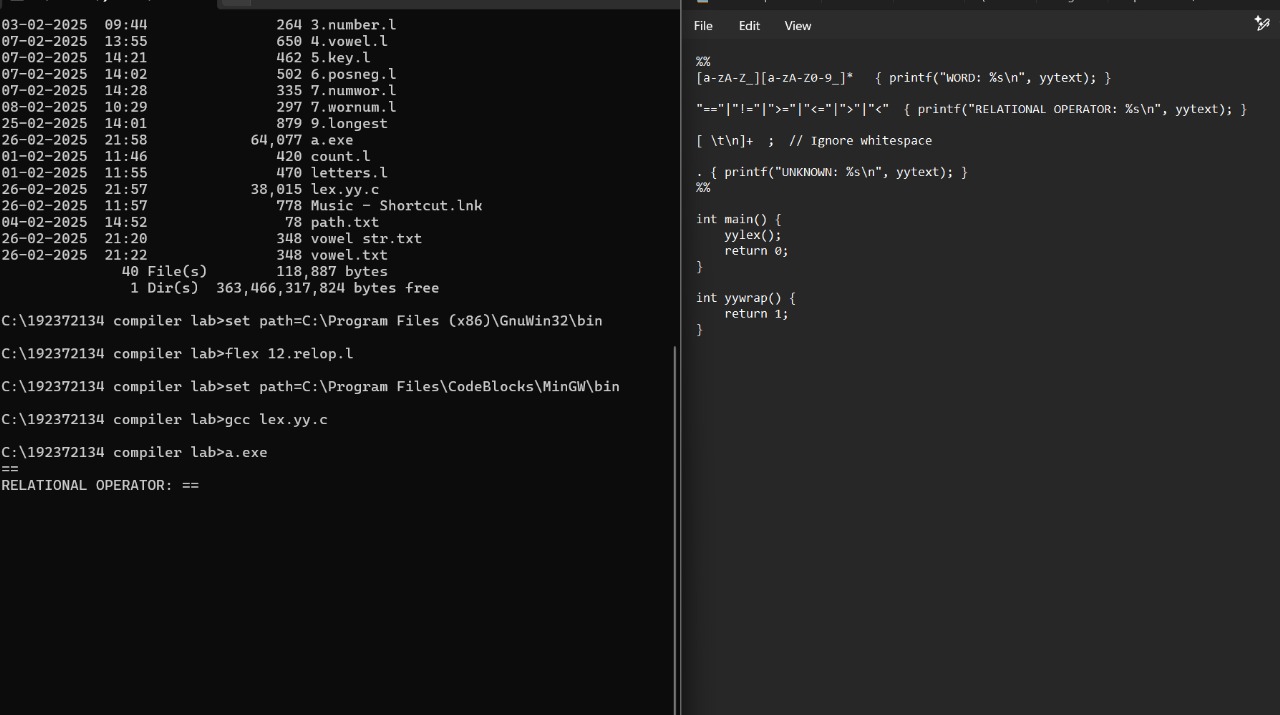 03-02-2025  09:44               264 3.number.l
07-02-2025  13:55               650 4.vowel.l
07-02-2025  14:21               462 5.key.l
07-02-2025  14:02               502 6.posneg.l
07-02-2025  14:28               335 7.numwor.l
08-02-2025  10:29               297 7.wornum.l
25-02-2025  14:01               879 9.longest
26-02-2025  21:58            64,077 a.exe
01-02-2025  11:46               420 count.l
01-02-2025  11:55               470 letters.l
26-02-2025  21:57            38,015 lex.yy.c
26-02-2025  11:57               778 Music - Shortcut.lnk
04-02-2025  14:52                78 path.txt
26-02-2025  21:20               348 vowel str.txt
26-02-2025  21:22               348 vowel.txt
              40 File(s)        118,887 bytes
               1 Dir(s)  363,466,317,824 bytes free
C:\192372134 compiler lab>set path=C:\Program Files (x86)\GnuWin32\bin
C:\192372134 compiler lab>flex 12.relop.l
C:\192372134 compiler lab>set path=C:\Program Files\CodeBlocks\MinGW\bin
C:\192372134 compiler lab>gcc lex.yy.c
C:\192372134 compiler lab>a.exe
==
RELATIONAL OPERATOR: ==
File Edit View
%%
[a-zA-Z_][a-zA-Z0-9_]*   { printf("WORD: %s\n", yytext); }
"=="|"!="|">="|"<="|">"|"<"  { printf("RELATIONAL OPERATOR: %s\n", yytext); }
[ \t\n]+  ;  // Ignore whitespace
. { printf("UNKNOWN: %s\n", yytext); }
%%
int main() {
    yylex();
    return 0;
}
int yywrap() {
    return 1;
}